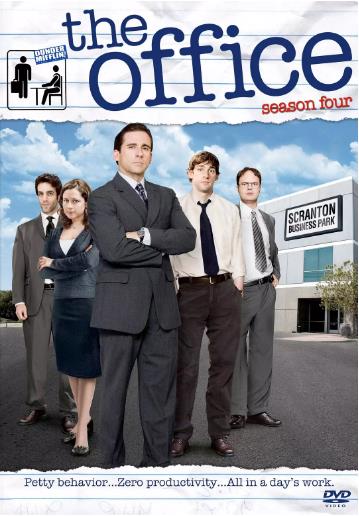 the
office
DUNDER
MIFFLIN!
season four
SCRANTON
BUSINESS PARK
Petty behavior...Zero productivity...All in a day's work.
DVD
VIDEO